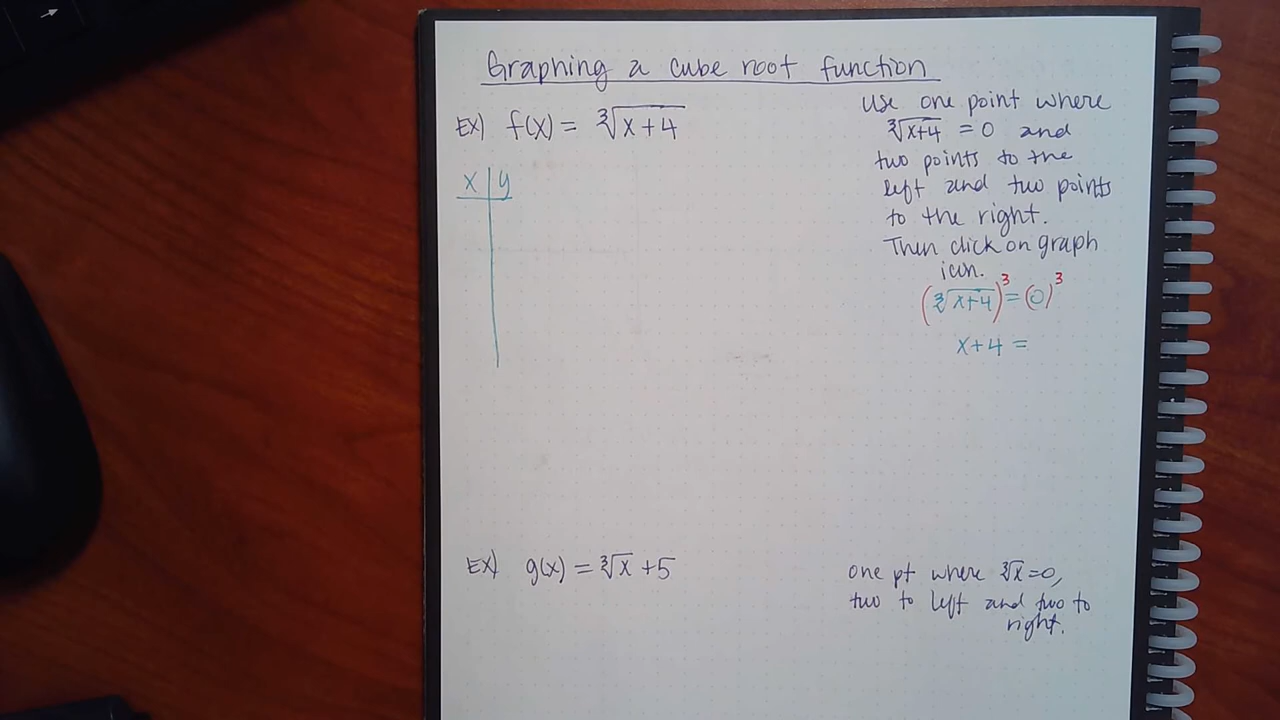 Graphing a cube root function
EX) f(x) = ∛(x+4)
x | y
Use one point where
∛(x+4) = 0 and
two points to the
left and two points
to the right.
Then click on graph
icon.
(∛(x+4))³ = (0)³
x+4 =
EX) g(x) = ∛x + 5
one pt where ∛x = 0,
two to left and two to
right.